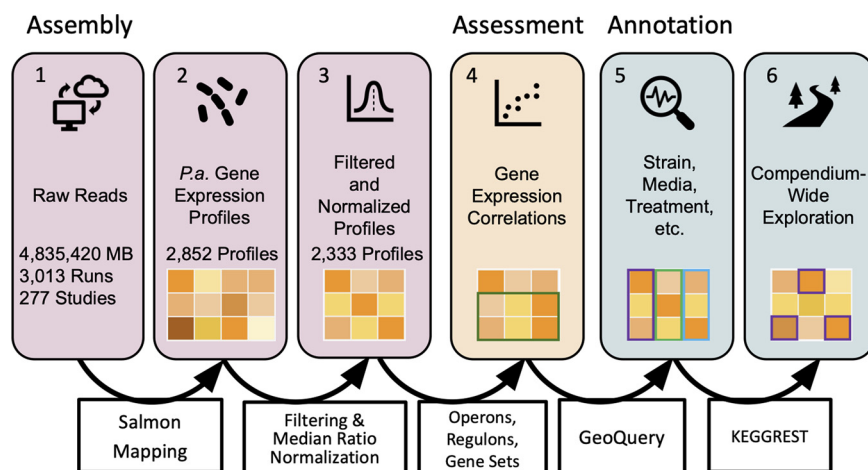 Assembly
Assessment
Annotation
1
Raw Reads
4,835,420 MB
3,013 Runs
277 Studies
2
P.a. Gene
Expression
Profiles
2,852 Profiles
3
Filtered
and
Normalized
Profiles
2,333 Profiles
4
Gene
Expression
Correlations
5
Strain,
Media,
Treatment,
etc.
6
Compendium-
Wide
Exploration
Salmon
Mapping
Filtering &
Median Ratio
Normalization
Operons,
Regulons,
Gene Sets
GeoQuery
KEGGREST